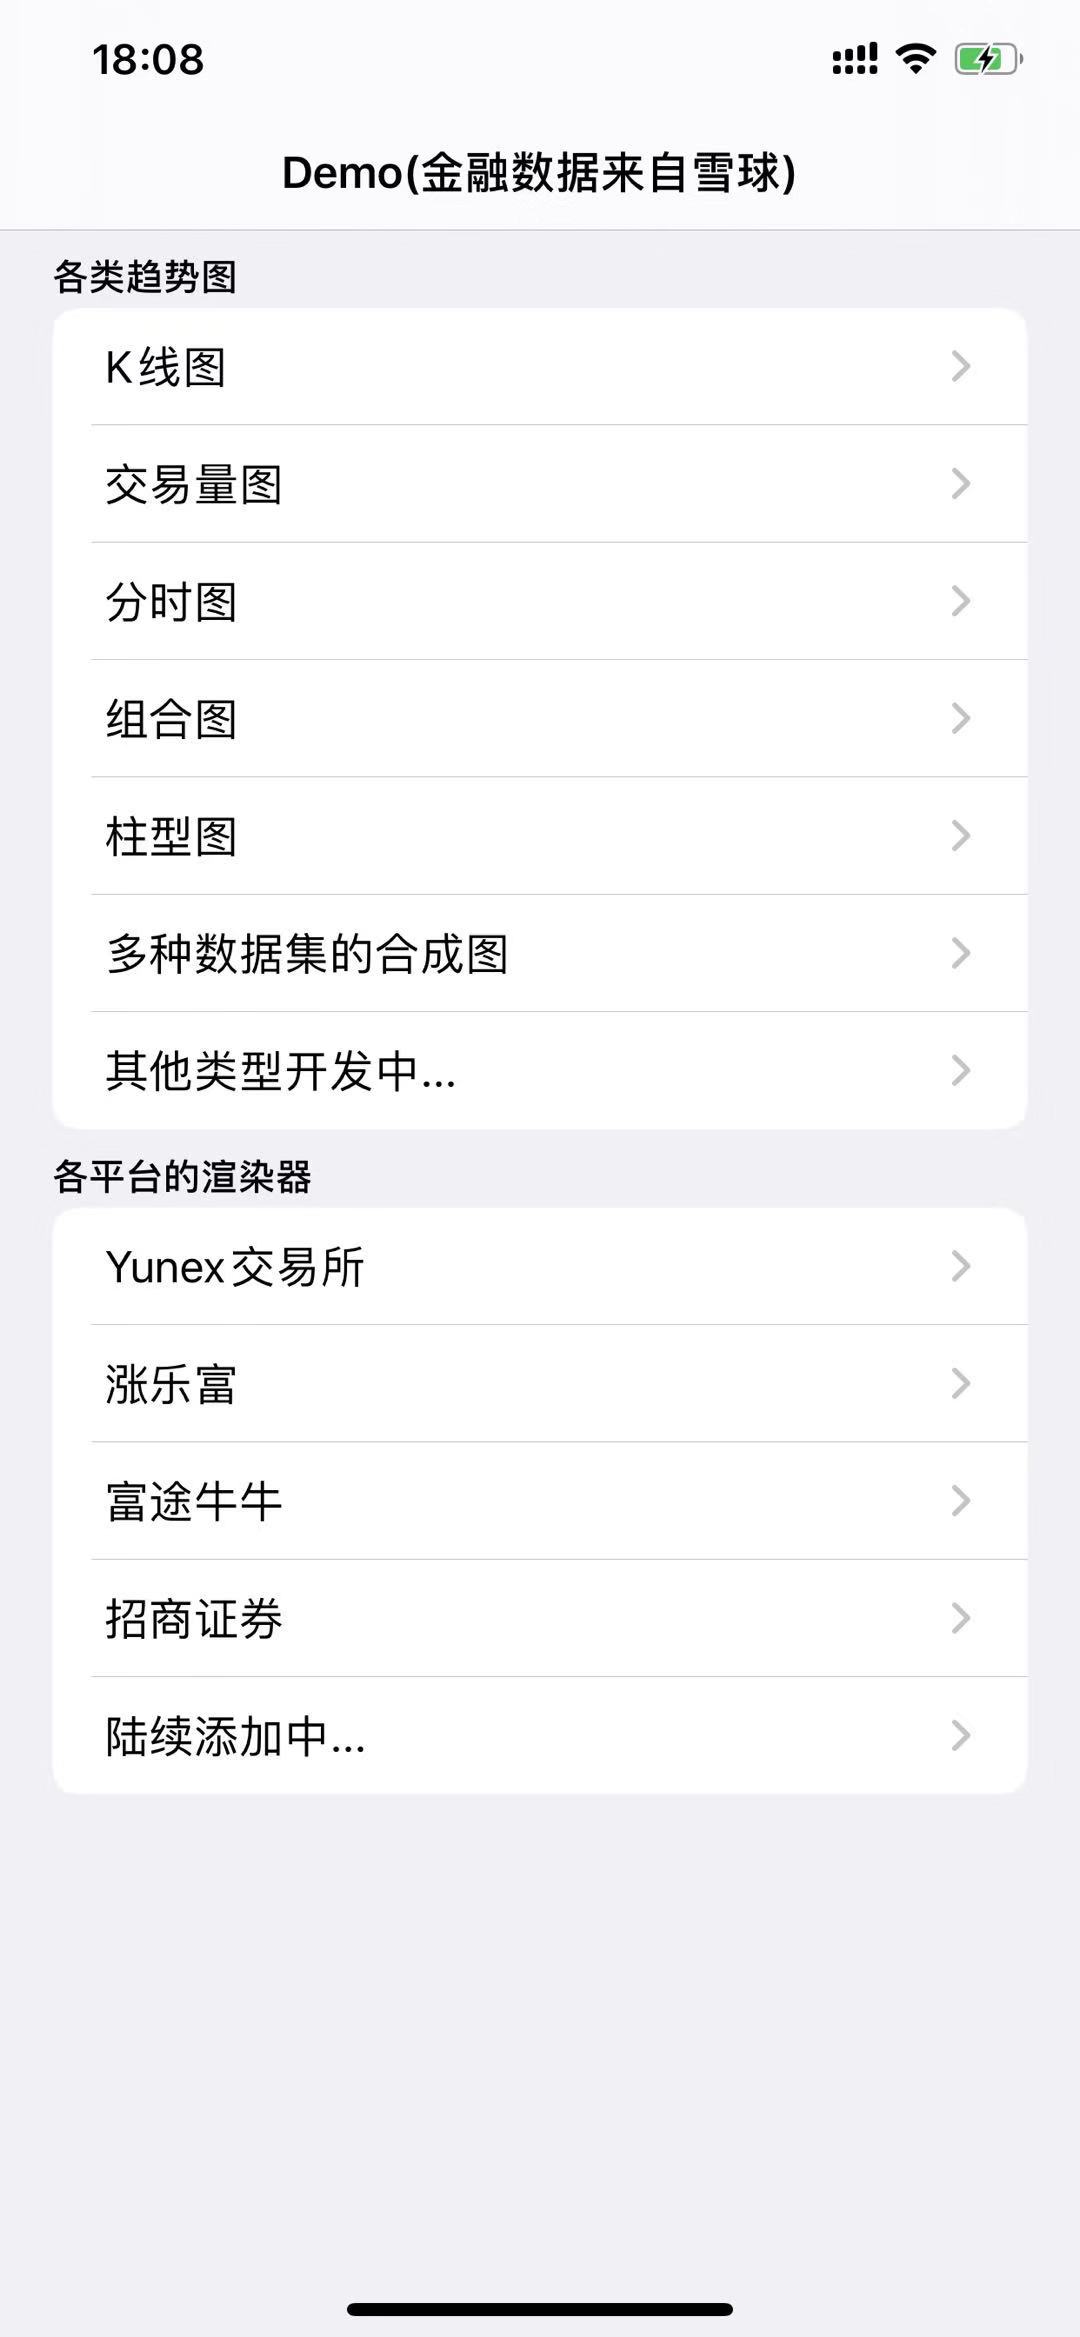 18:08
Demo(金融数据来自雪球)
各类趋势图
K线图
交易量图
分时图
组合图
柱型图
多种数据集的合成图
其他类型开发中...
各平台的渲染器
Yunex交易所
涨乐富
富途牛牛
招商证券
陆续添加中...